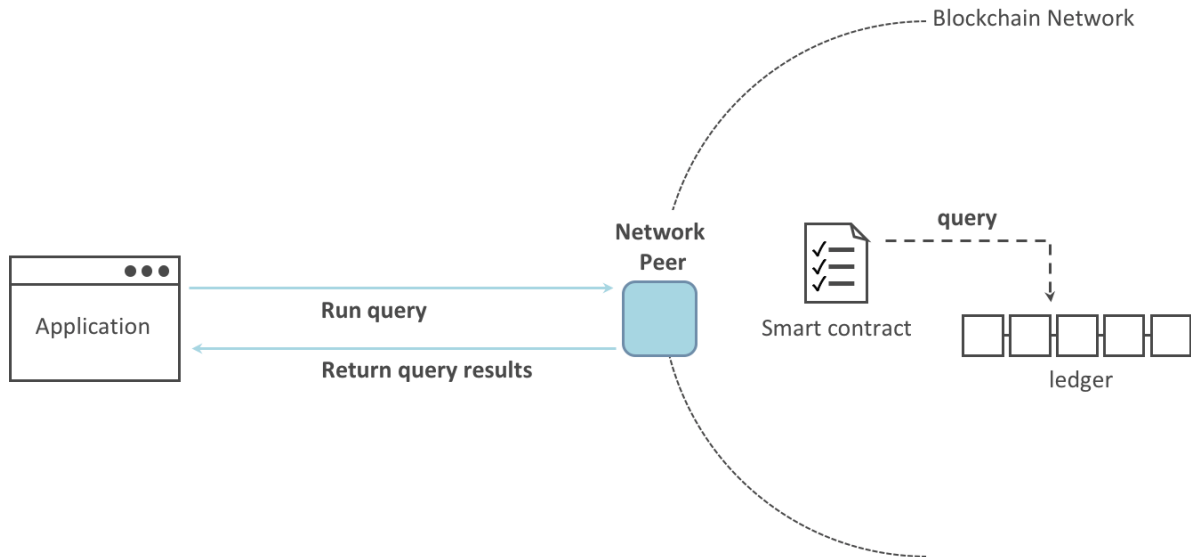 Blockchain Network
Network
Peer
query
Application
Run query
Smart contract
Return query results
ledger